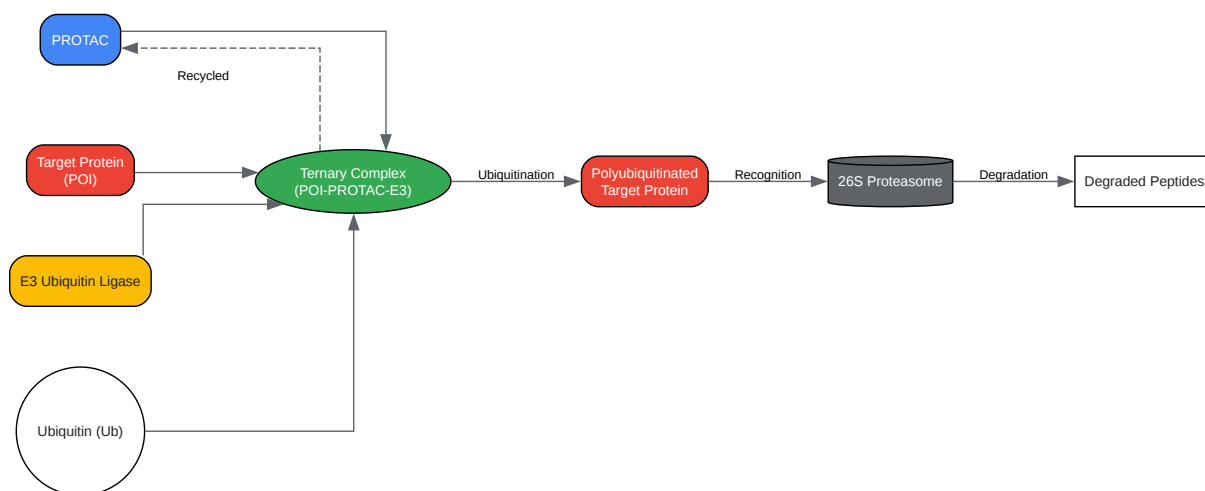 PROTAC
Recycled
Target Protein
(POI)
Ternary Complex
(POI-PROTAC-E3)
Ubiquitination
Polyubiquitinated
Target Protein
Recognition
26S Proteasome
Degradation
Degraded Peptides
E3 Ubiquitin Ligase
Ubiquitin (Ub)